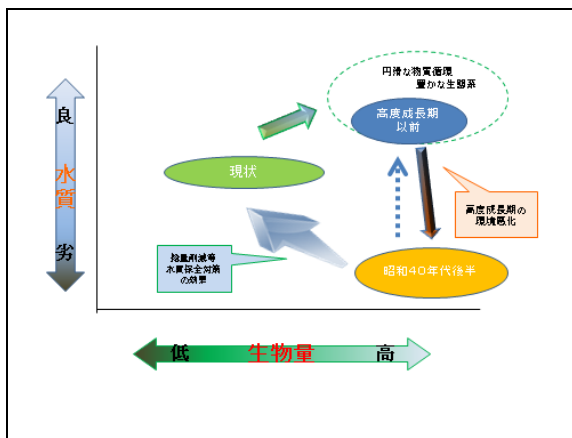 円滑な物質循環
豊かな生態系
高度成長期
以前
良
水質
劣
現状
高度成長期の
環境悪化
総量削減等
水質保全対策
の効果
昭和40年代後半
低
生物量
高